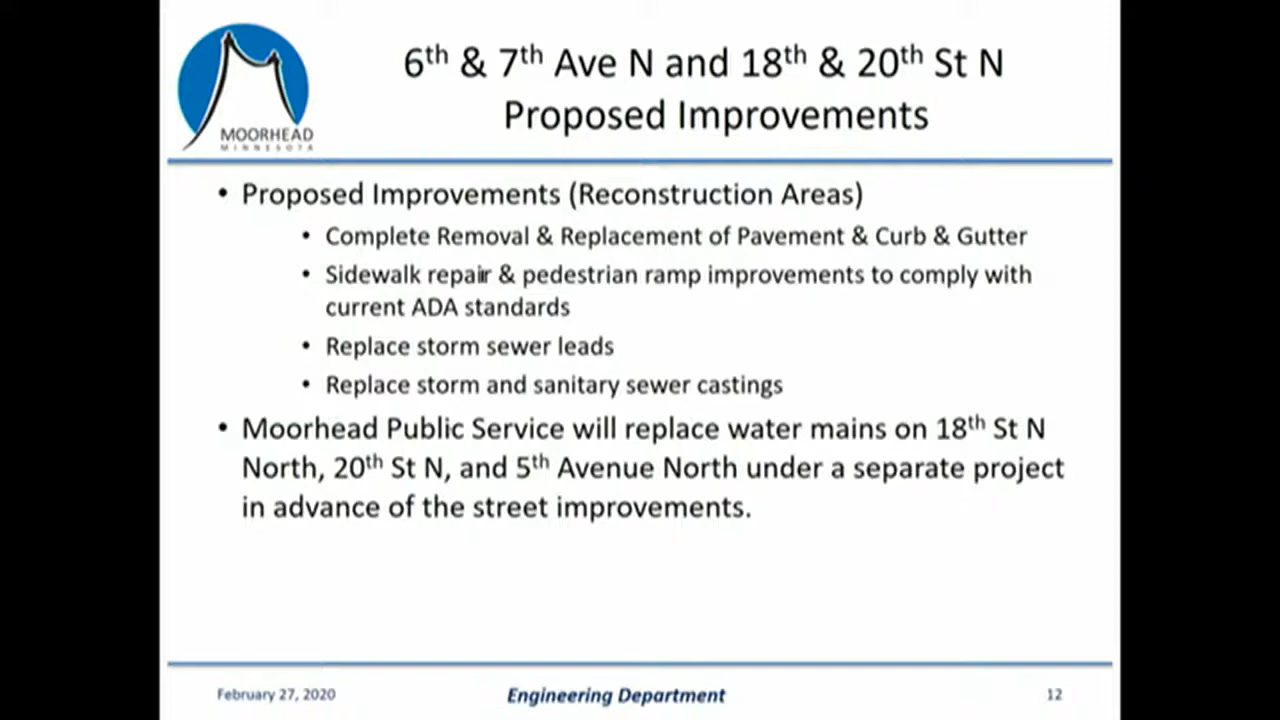 MOORHEAD
MINNESOTA
6th & 7th Ave N and 18th & 20th St N
Proposed Improvements
• Proposed Improvements (Reconstruction Areas)
• Complete Removal & Replacement of Pavement & Curb & Gutter
• Sidewalk repair & pedestrian ramp improvements to comply with
current ADA standards
• Replace storm sewer leads
• Replace storm and sanitary sewer castings
• Moorhead Public Service will replace water mains on 18th St N
North, 20th St N, and 5th Avenue North under a separate project
in advance of the street improvements.
February 27, 2020
Engineering Department
12